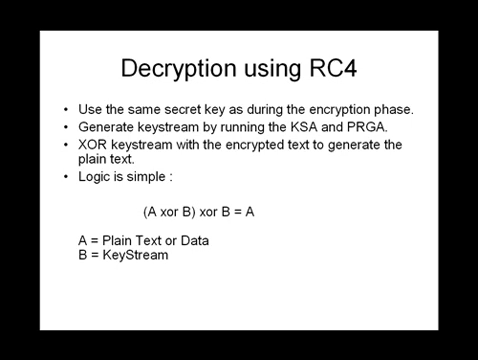 Decryption using RC4
• Use the same secret key as during the encryption phase.
• Generate keystream by running the KSA and PRGA.
• XOR keystream with the encrypted text to generate the
plain text.
• Logic is simple :
(A xor B) xor B = A
A = Plain Text or Data
B = KeyStream